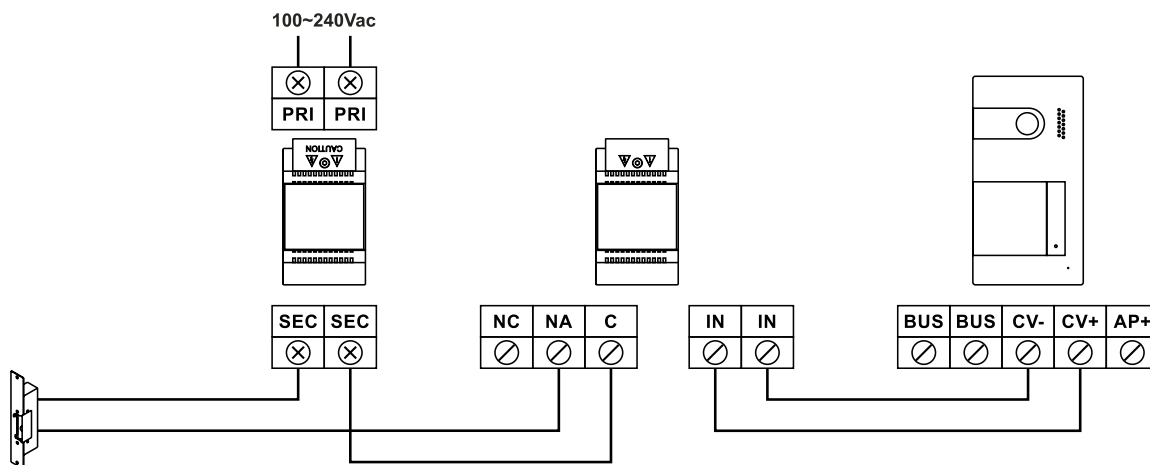 100~240Vac
PRI PRI
CAUTION
SEC SEC NC NA C IN IN BUS BUS CV- CV+ AP+